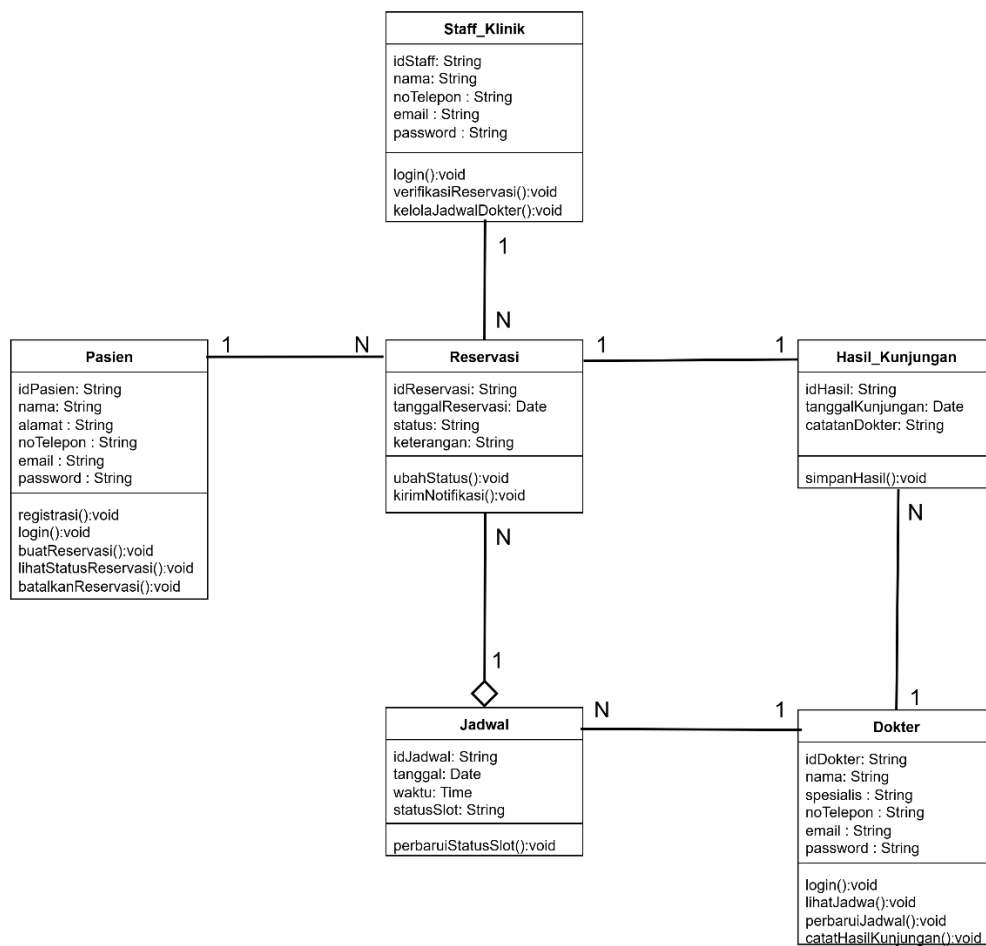 Staff_Klinik
idStaff: String
nama: String
noTelepon : String
email : String
password : String
login():void
verifikasiReservasi():void
kelolaJadwalDokter():void
1
N
Pasien
idPasien: String
nama: String
alamat : String
noTelepon : String
email : String
password : String
registrasi():void
login():void
buatReservasi():void
lihatStatusReservasi():void
batalkanReservasi():void
1
N
Reservasi
idReservasi: String
tanggalReservasi: Date
status: String
keterangan: String
ubahStatus():void
kirimNotifikasi():void
1
1
Hasil_Kunjungan
idHasil: String
tanggalKunjungan: Date
catatanDokter: String
simpanHasil():void
N
1
N
1
Jadwal
idJadwal: String
tanggal: Date
waktu: Time
statusSlot: String
perbaruiStatusSlot():void
N
1
Dokter
idDokter: String
nama: String
spesialis : String
noTelepon : String
email : String
password : String
login():void
lihatJadwa():void
perbaruiJadwal():void
catatHasilKunjungan():void